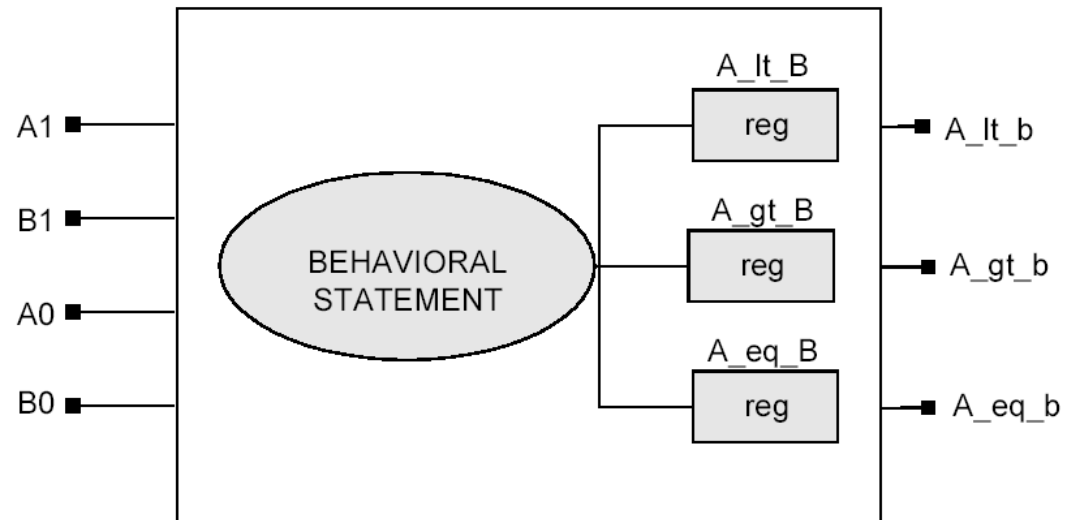 A1
B1
A0
B0
BEHAVIORAL
STATEMENT
A_lt_B
reg
A_gt_B
reg
A_eq_B
reg
A_lt_b
A_gt_b
A_eq_b